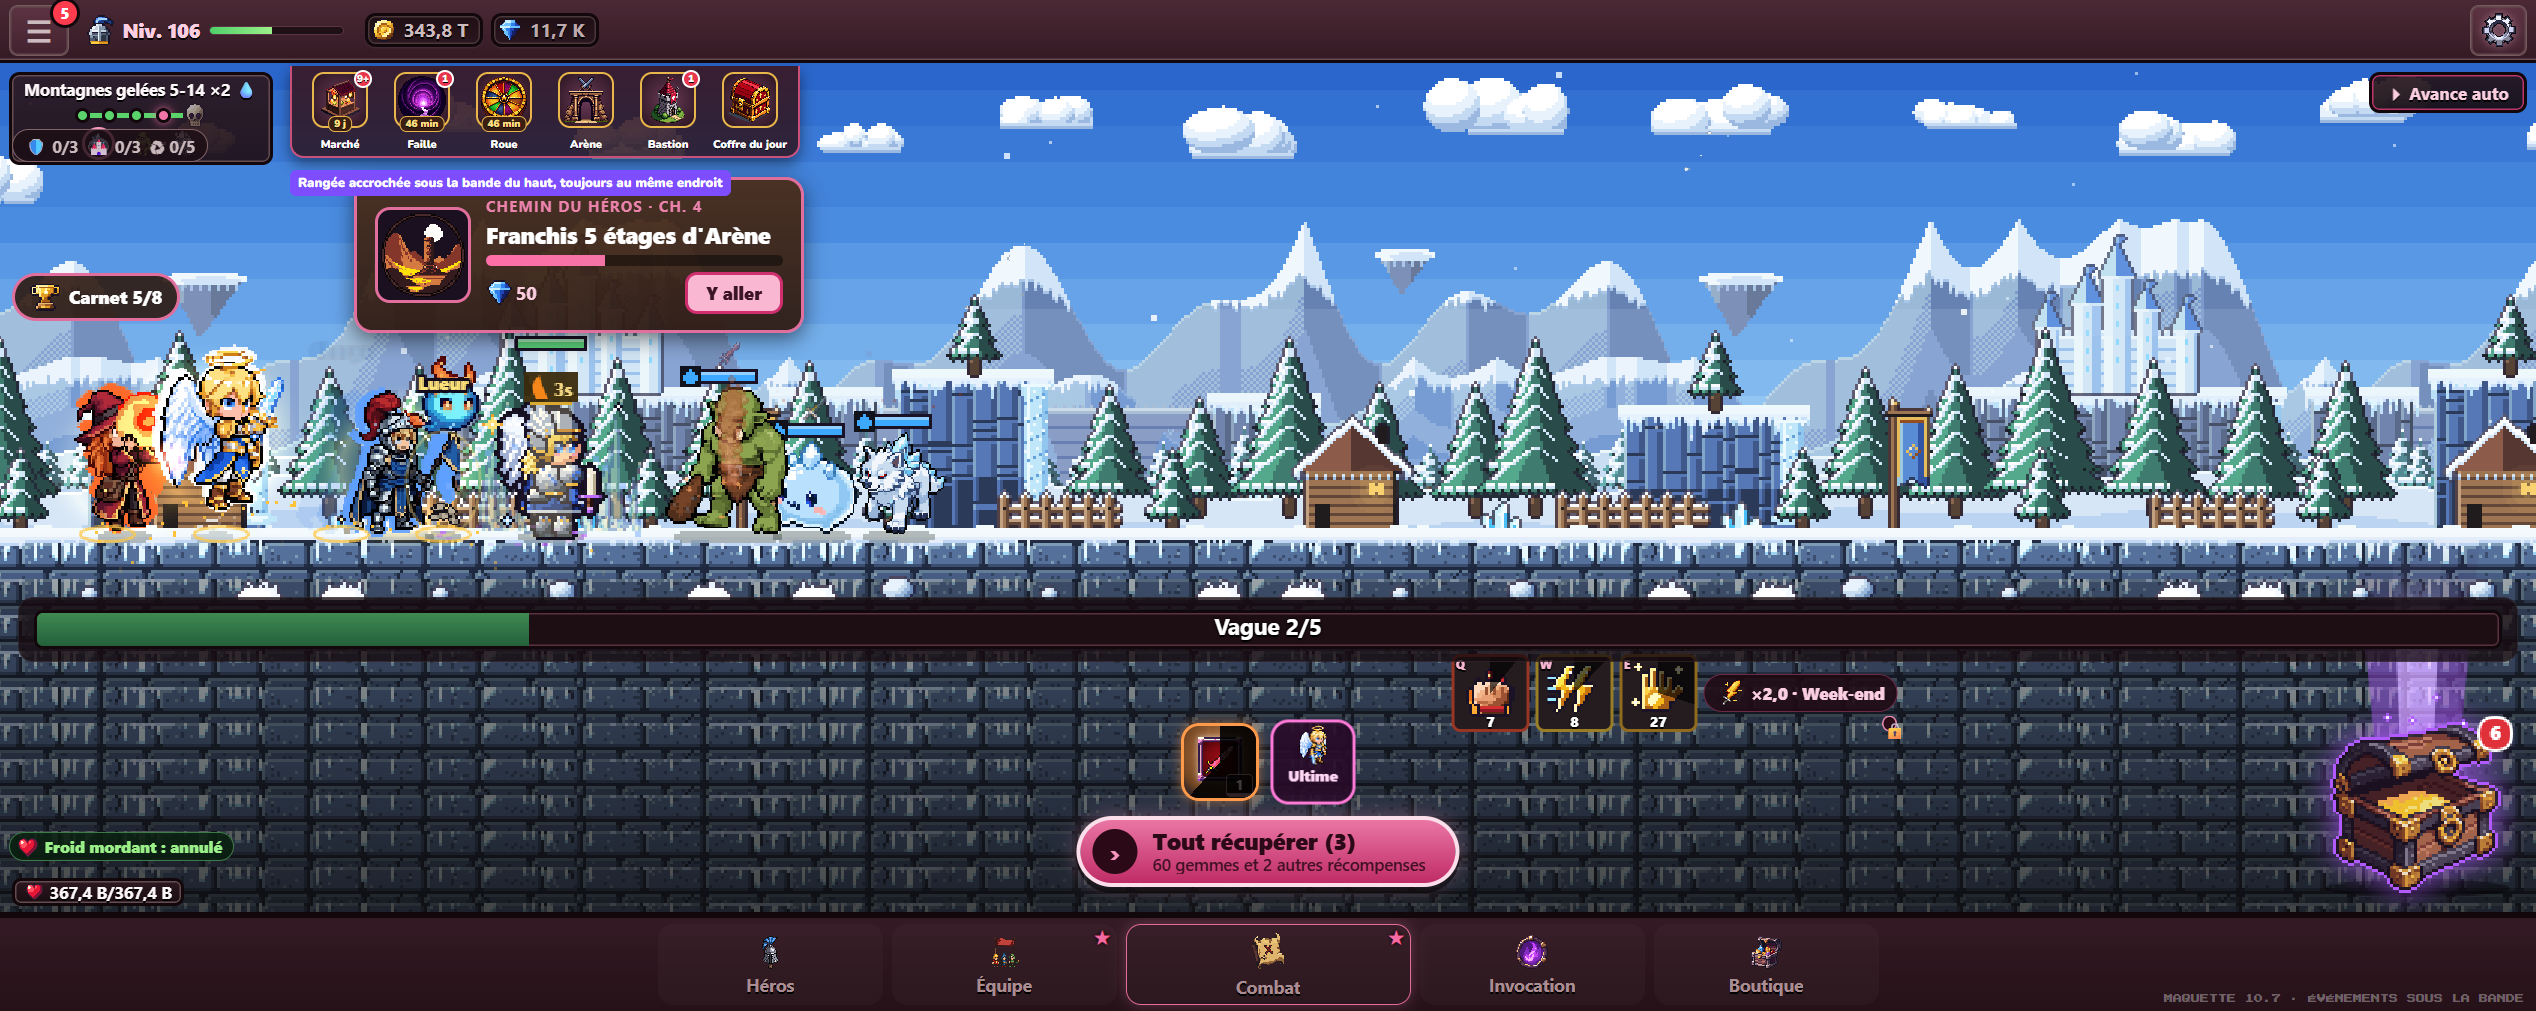 5
Niv. 106
343,8 T
11,7 K
Montagnes gelées 5-14 ×2
0/3
0/3
0/5
9+
9 j
Marché
1
46 min
Faille
46 min
Roue
Arène
1
Bastion
Coffre du jour
Avance auto
Rangée accrochée sous la bande du haut, toujours au même endroit
CHEMIN DU HÉROS · CH. 4
Franchis 5 étages d'Arène
50
Y aller
Carnet 5/8
Lueur
3s
Vague 2/5
Q
7
W
8
E
27
×2,0 · Week-end
1
Ultime
6
Tout récupérer (3)
60 gemmes et 2 autres récompenses
Froid mordant : annulé
367,4 B/367,4 B
Héros
Équipe
Combat
Invocation
Boutique
MAQUETTE 10.7 · ÉVÉNEMENTS SOUS LA BANDE